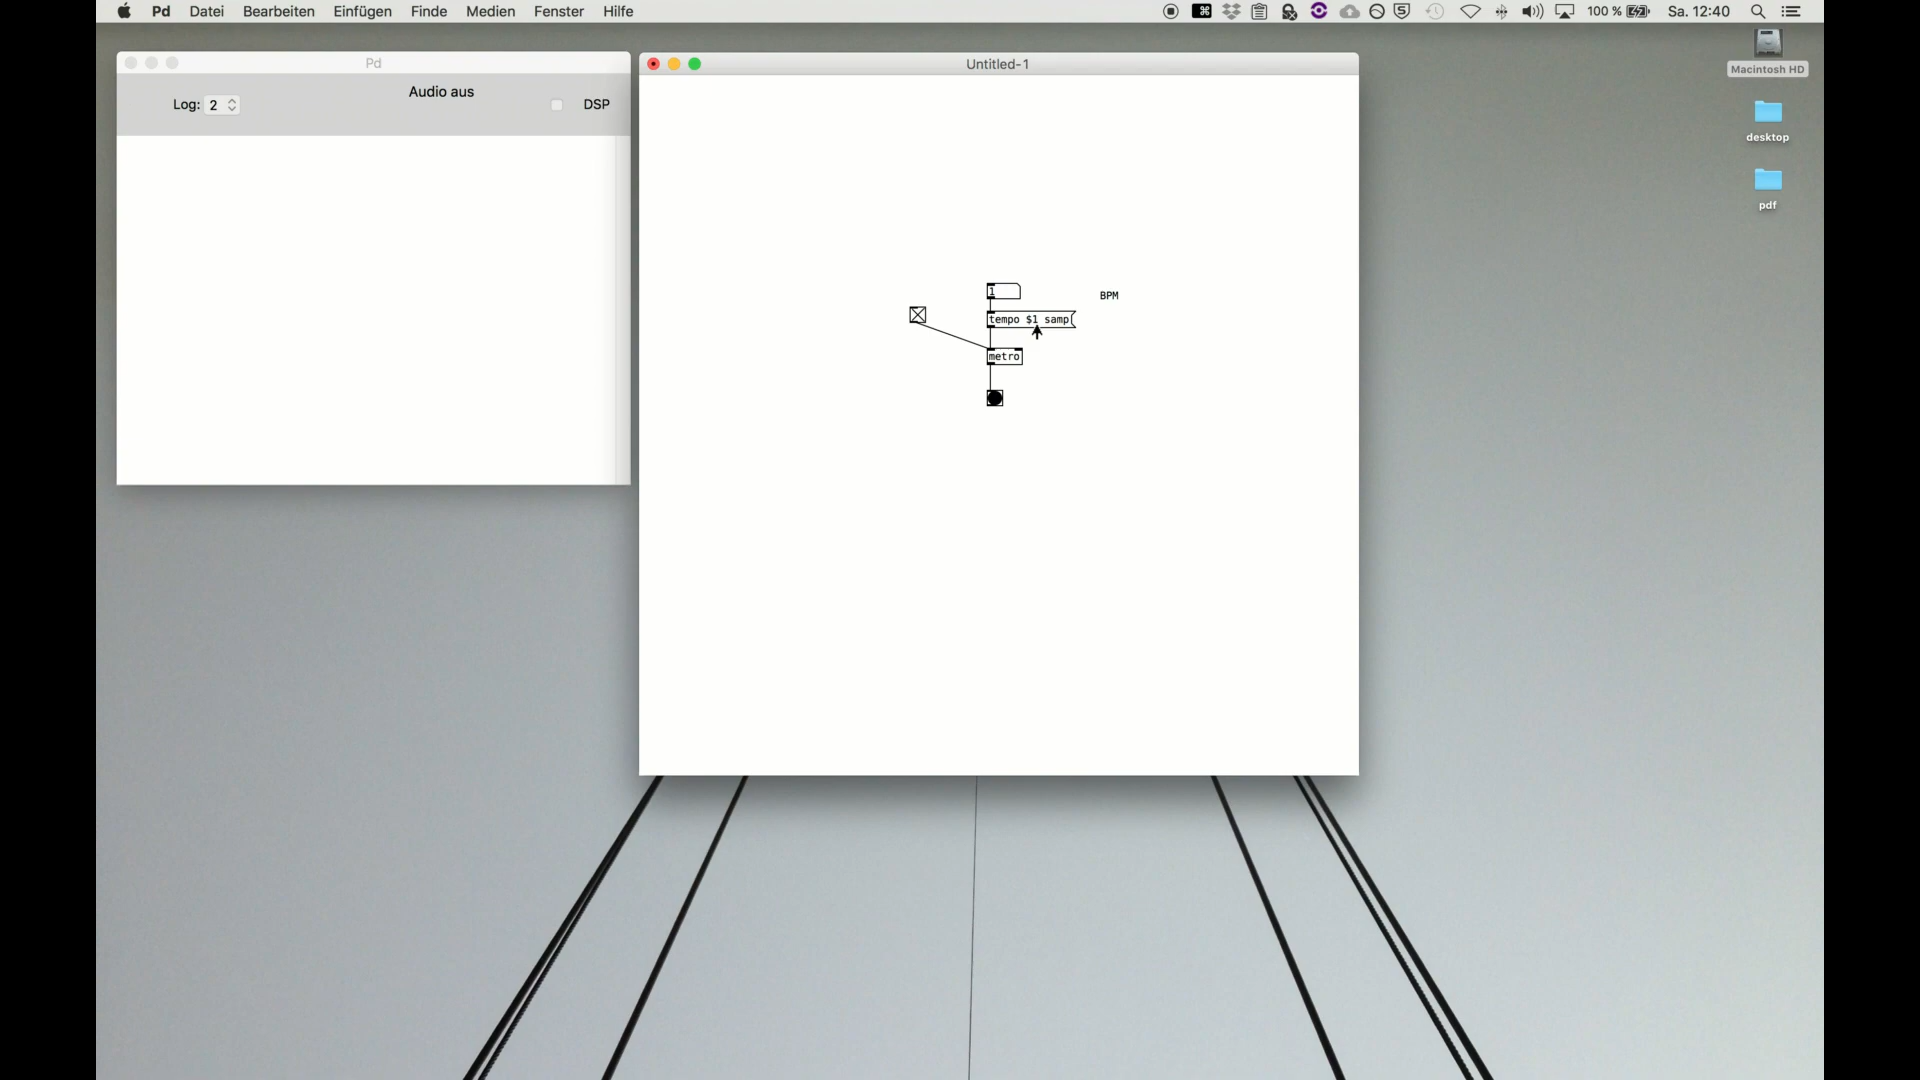 Pd Datei Bearbeiten Einfügen Finde Medien Fenster Hilfe 100 % Sa. 12:40
Pd
Audio aus
Log: 2 DSP
Untitled-1
1
BPM
tempo $1 samp
metro
Macintosh HD
desktop
pdf